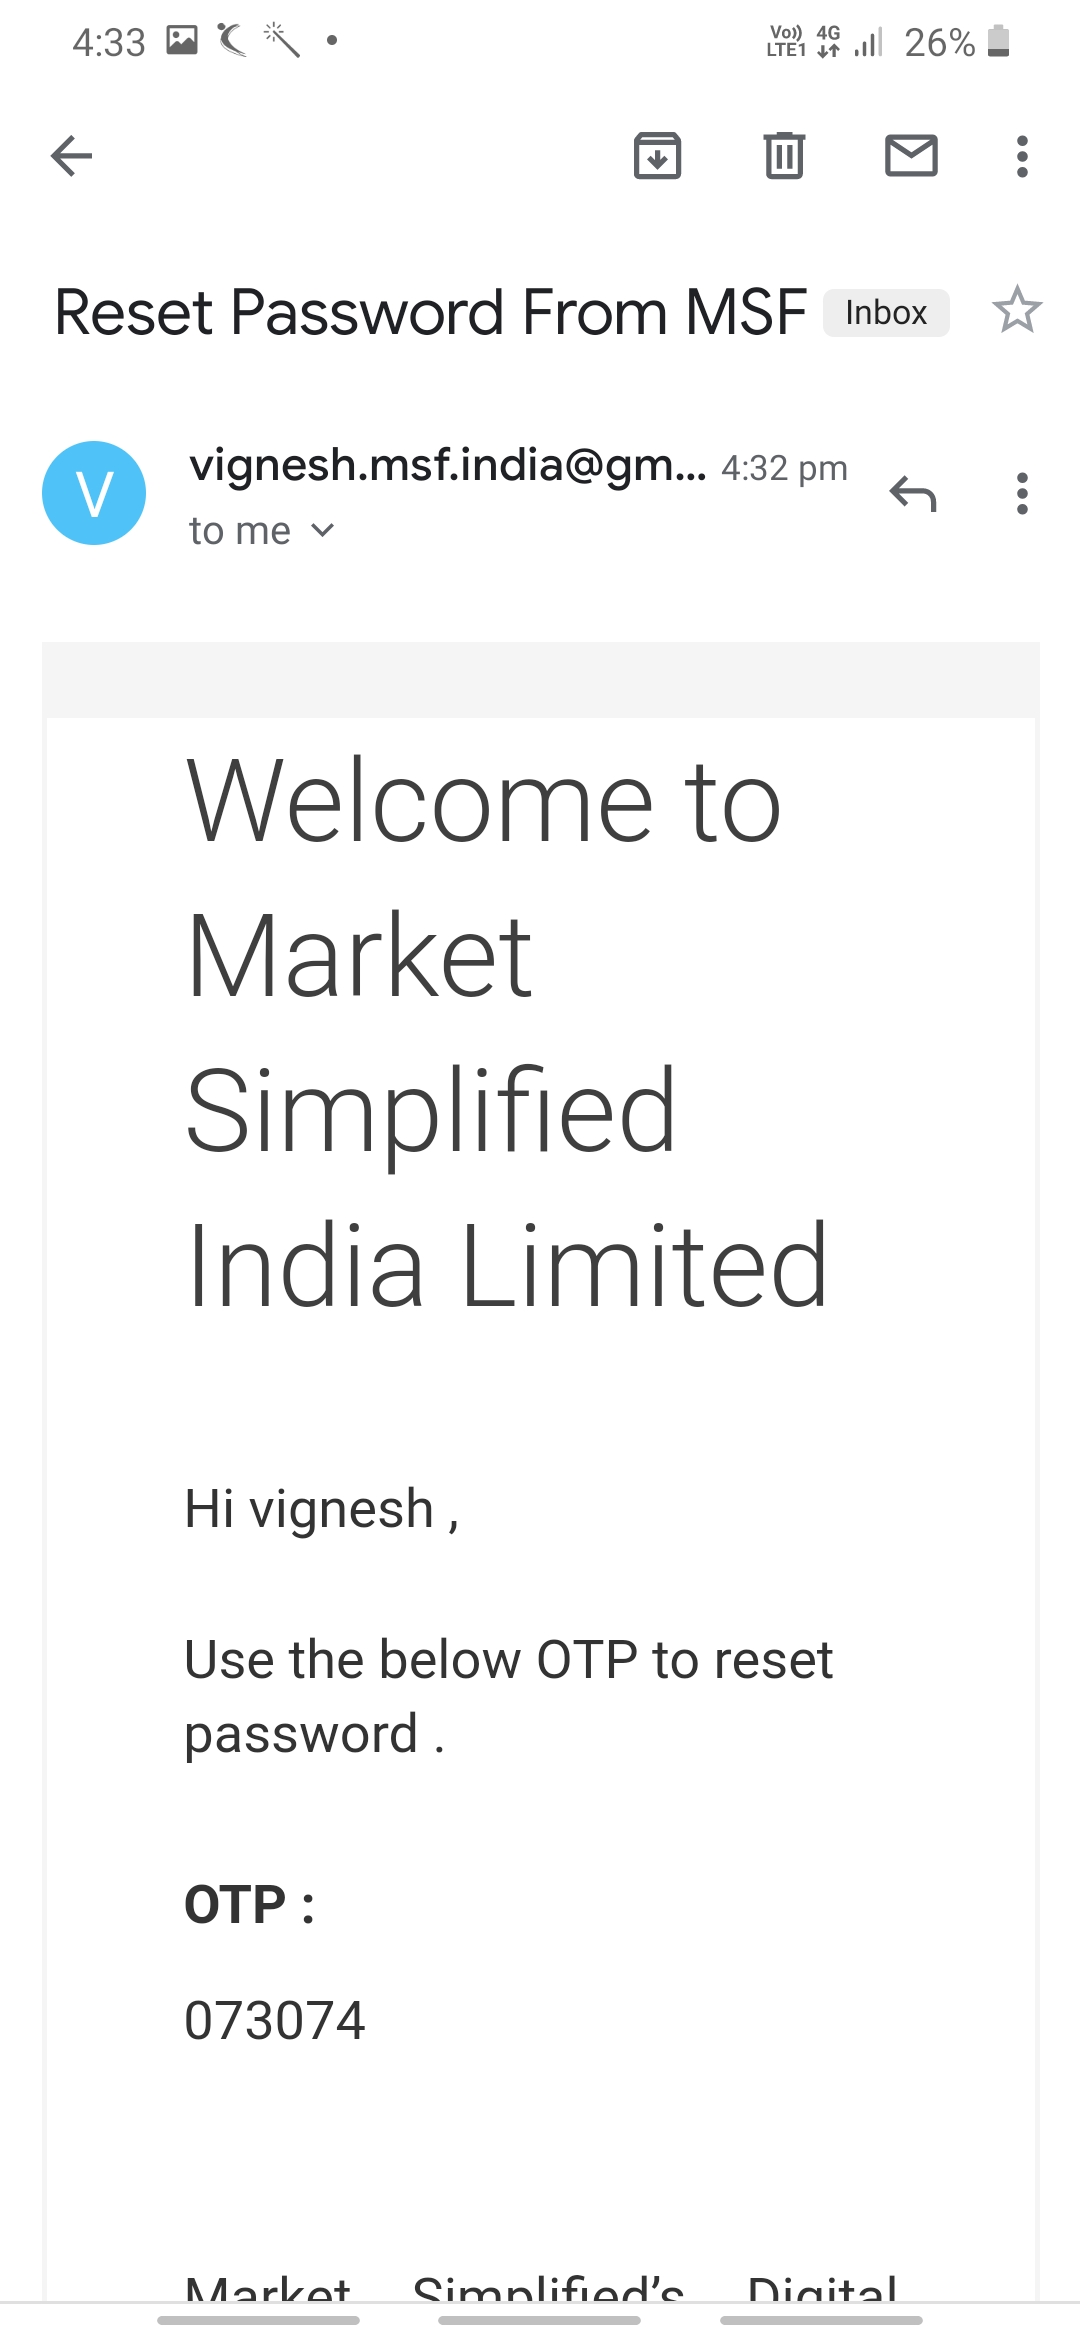 4:33
Vo)) LTE1 4G 26%
Reset Password From MSF Inbox
V
vignesh.msf.india@gm... 4:32 pm
to me
Welcome to
Market
Simplified
India Limited
Hi vignesh ,
Use the below OTP to reset
password .
OTP :
073074
Market Simplified's Digital